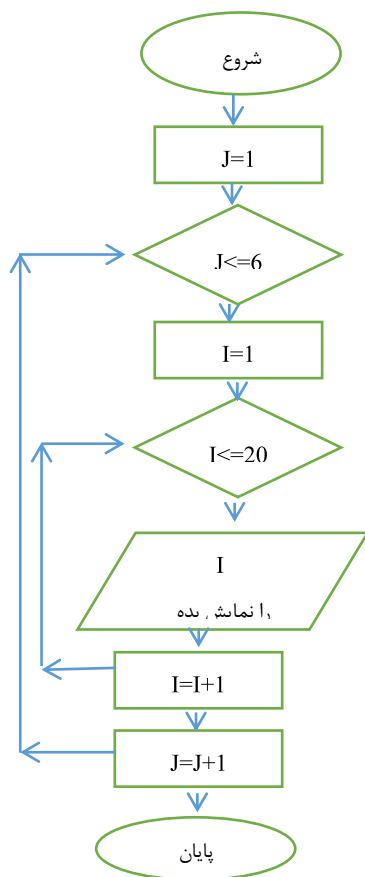 شروع
J=1
J<=6
I=1
I<=20
I
را نمایش بده
I=I+1
J=J+1
پایان